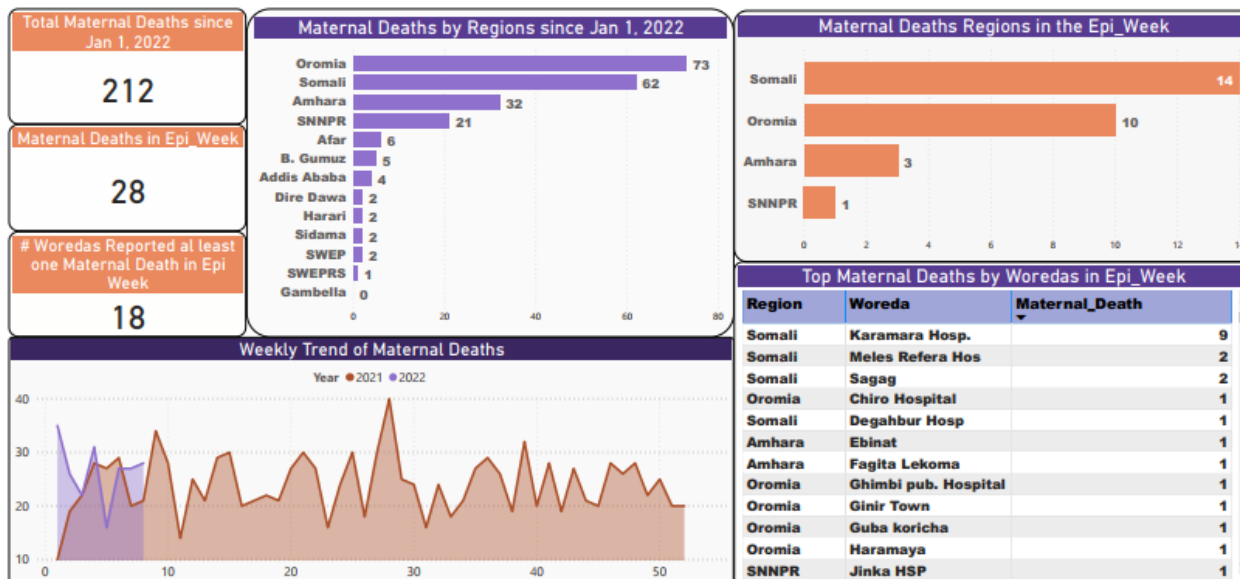 Total Maternal Deaths since
Jan 1, 2022
212
Maternal Deaths in Epi_Week
28
# Woredas Reported al least
one Maternal Death in Epi
Week
18
Maternal Deaths by Regions since Jan 1, 2022
Oromia 73
Somali 62
Amhara 32
SNNPR 21
Afar 6
B. Gumuz 5
Addis Ababa 4
Dire Dawa 2
Harari 2
Sidama 2
SWEP 2
SWEPRS 1
Gambella 0
0 20 40 60 80
Maternal Deaths Regions in the Epi_Week
Somali 14
Oromia 10
Amhara 3
SNNPR 1
0 2 4 6 8 10 12 14
Weekly Trend of Maternal Deaths
Year 2021 2022
40
30
20
10
0 10 20 30 40 50
Top Maternal Deaths by Woredas in Epi_Week
Region Woreda Maternal_Death
Somali Karamara Hosp. 9
Somali Meles Refera Hos 2
Somali Sagag 2
Oromia Chiro Hospital 1
Somali Degahbur Hosp 1
Amhara Ebinat 1
Amhara Fagita Lekoma 1
Oromia Ghimbi pub. Hospital 1
Oromia Ginir Town 1
Oromia Guba koricha 1
Oromia Haramaya 1
SNNPR Jinka HSP 1